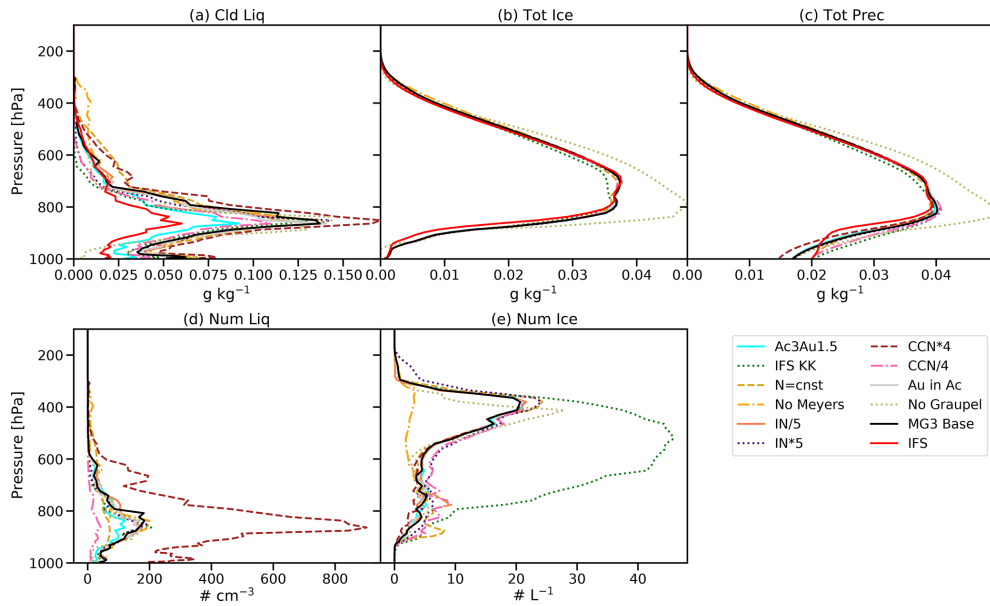 (a) Cld Liq
(b) Tot Ice
(c) Tot Prec
Pressure [hPa]
200
400
600
800
1000
0.000
0.025
0.050
0.075
0.100
0.125
0.150
0.00
0.01
0.02
0.03
0.04
0.00
0.01
0.02
0.03
0.04
g kg⁻¹
g kg⁻¹
g kg⁻¹
(d) Num Liq
(e) Num Ice
Pressure [hPa]
200
400
600
800
1000
0
200
400
600
800
0
10
20
30
40
# cm⁻³
# L⁻¹
Ac3Au1.5
IFS KK
N=cnst
No Meyers
IN/5
IN*5
CCN*4
CCN/4
Au in Ac
No Graupel
MG3 Base
IFS